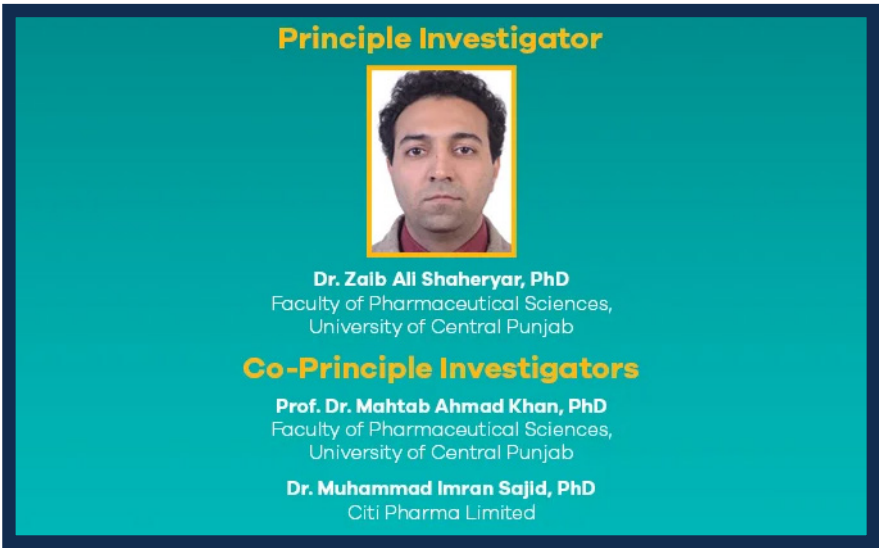 Principle Investigator
Dr. Zaib Ali Shaheryar, PhD
Faculty of Pharmaceutical Sciences,
University of Central Punjab
Co-Principle Investigators
Prof. Dr. Mahtab Ahmad Khan, PhD
Faculty of Pharmaceutical Sciences,
University of Central Punjab
Dr. Muhammad Imran Sajid, PhD
Citi Pharma Limited